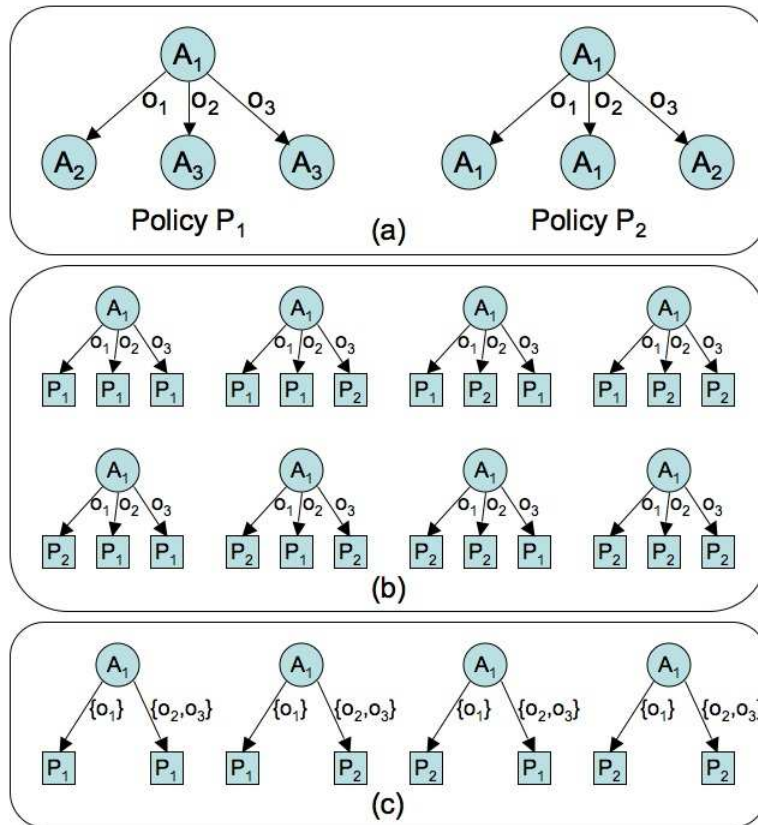 A1 A1
o1 o2 o3 o1 o2 o3
A2 A3 A3 A1 A1 A2
Policy P1 Policy P2
(a)
A1 A1 A1 A1
o1 o2 o3 o1 o2 o3 o1 o2 o3 o1 o2 o3
P1 P1 P1 P1 P1 P2 P1 P2 P1 P1 P2 P2
A1 A1 A1 A1
o1 o2 o3 o1 o2 o3 o1 o2 o3 o1 o2 o3
P2 P1 P1 P2 P1 P2 P2 P2 P1 P2 P2 P2
(b)
A1 A1 A1 A1
{o1} {o2,o3} {o1} {o2,o3} {o1} {o2,o3} {o1} {o2,o3}
P1 P1 P1 P2 P2 P1 P2 P2
(c)